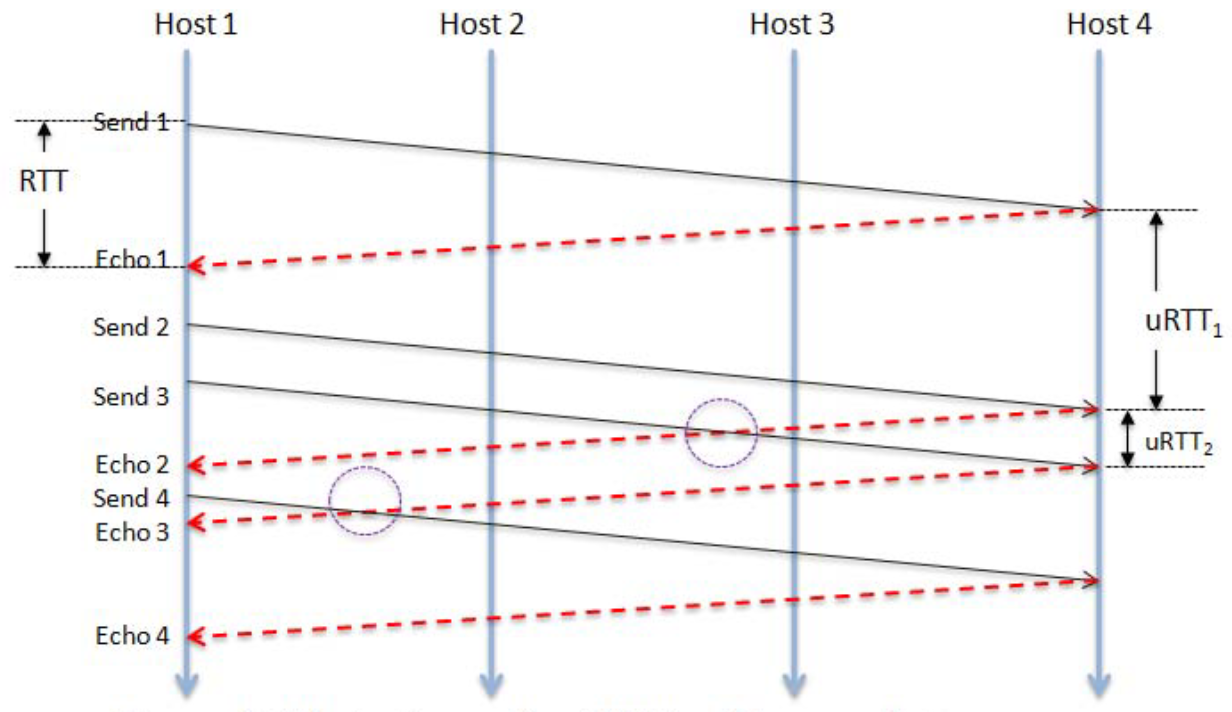 Host 1 Host 2 Host 3 Host 4
Send 1
RTT
Echo 1
Send 2
uRTT1
Send 3
uRTT2
Echo 2
Send 4
Echo 3
Echo 4